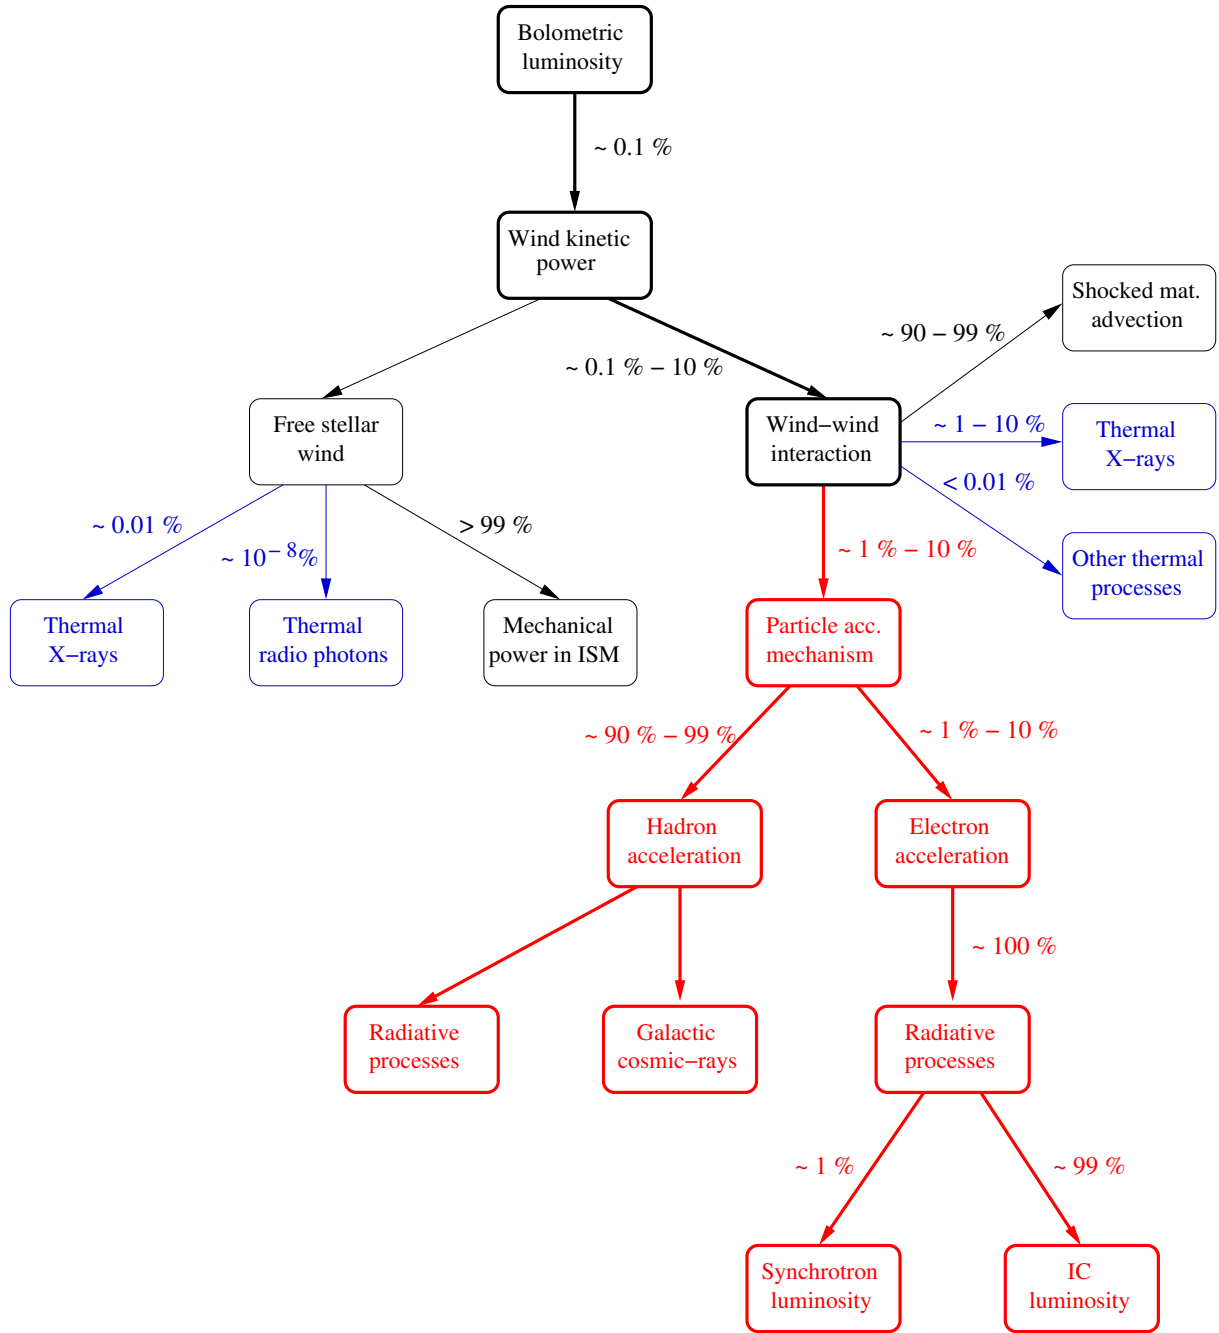 Bolometric
luminosity
~ 0.1 %
Wind kinetic
power
Shocked mat.
advection
~ 90 − 99 %
~ 0.1 % − 10 %
Free stellar
wind
Wind−wind
interaction
~ 1 − 10 %
Thermal
X−rays
< 0.01 %
~ 0.01 %
~ 10⁻⁸%
> 99 %
~ 1 % − 10 %
Other thermal
processes
Thermal
X−rays
Thermal
radio photons
Mechanical
power in ISM
Particle acc.
mechanism
~ 90 % − 99 %
~ 1 % − 10 %
Hadron
acceleration
Electron
acceleration
~ 100 %
Radiative
processes
Galactic
cosmic−rays
Radiative
processes
~ 1 %
~ 99 %
Synchrotron
luminosity
IC
luminosity